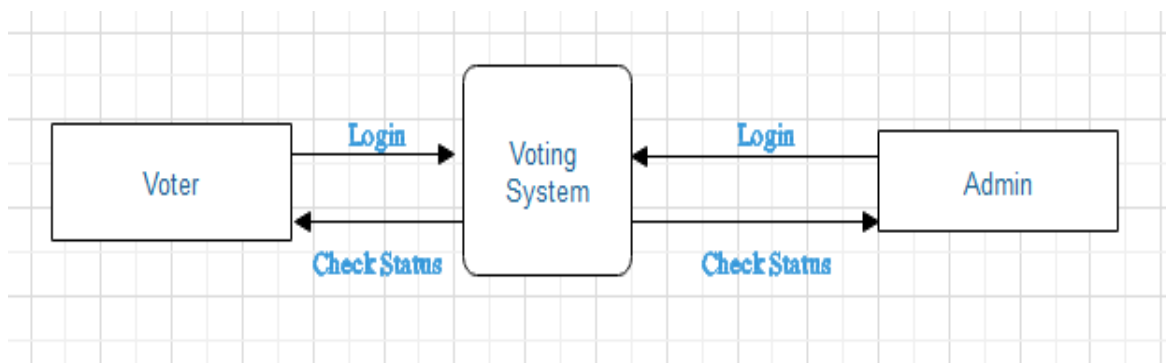 Login
Login
Voter
Voting
System
Admin
Check Status
Check Status